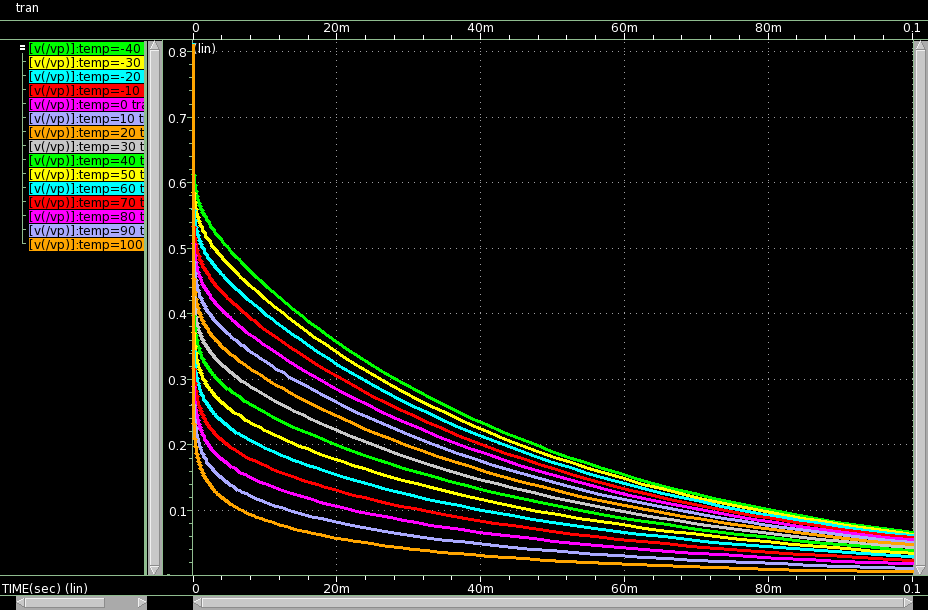 tran
0 20m 40m 60m 80m 0.1
(lin)
[v(/vp)]:temp=-40
[v(/vp)]:temp=-30
[v(/vp)]:temp=-20
[v(/vp)]:temp=-10
[v(/vp)]:temp=0 tra
[v(/vp)]:temp=10 t
[v(/vp)]:temp=20 t
[v(/vp)]:temp=30 t
[v(/vp)]:temp=40 t
[v(/vp)]:temp=50 t
[v(/vp)]:temp=60 t
[v(/vp)]:temp=70 t
[v(/vp)]:temp=80 t
[v(/vp)]:temp=90 t
[v(/vp)]:temp=100
0.8
0.7
0.6
0.5
0.4
0.3
0.2
0.1
TIME(sec) (lin)
0 20m 40m 60m 80m 0.1